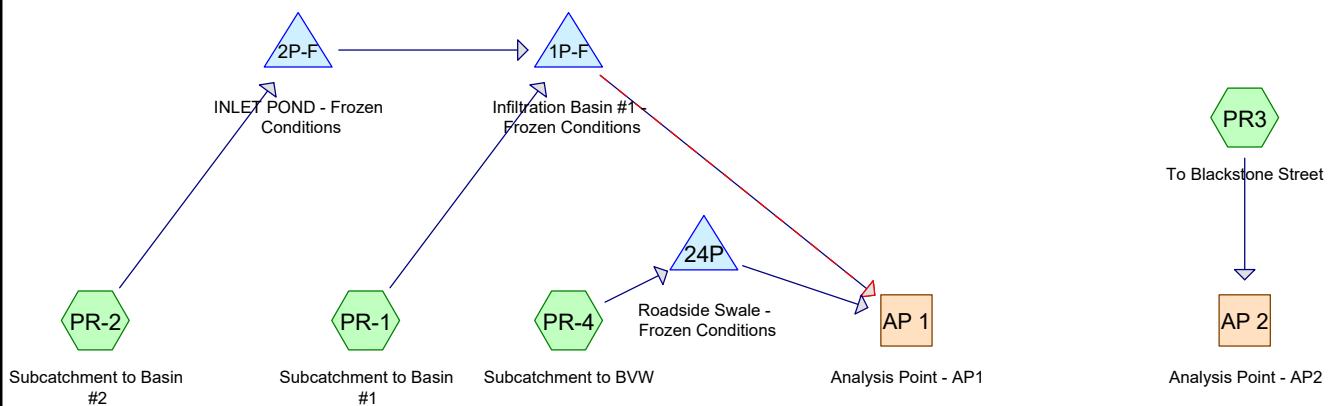 2P-F
INLET POND - Frozen
Conditions
1P-F
Infiltration Basin #1 -
Frozen Conditions
PR3
To Blackstone Street
24P
Roadside Swale -
Frozen Conditions
PR-2
Subcatchment to Basin
#2
PR-1
Subcatchment to Basin
#1
PR-4
Subcatchment to BVW
AP 1
Analysis Point - AP1
AP 2
Analysis Point - AP2